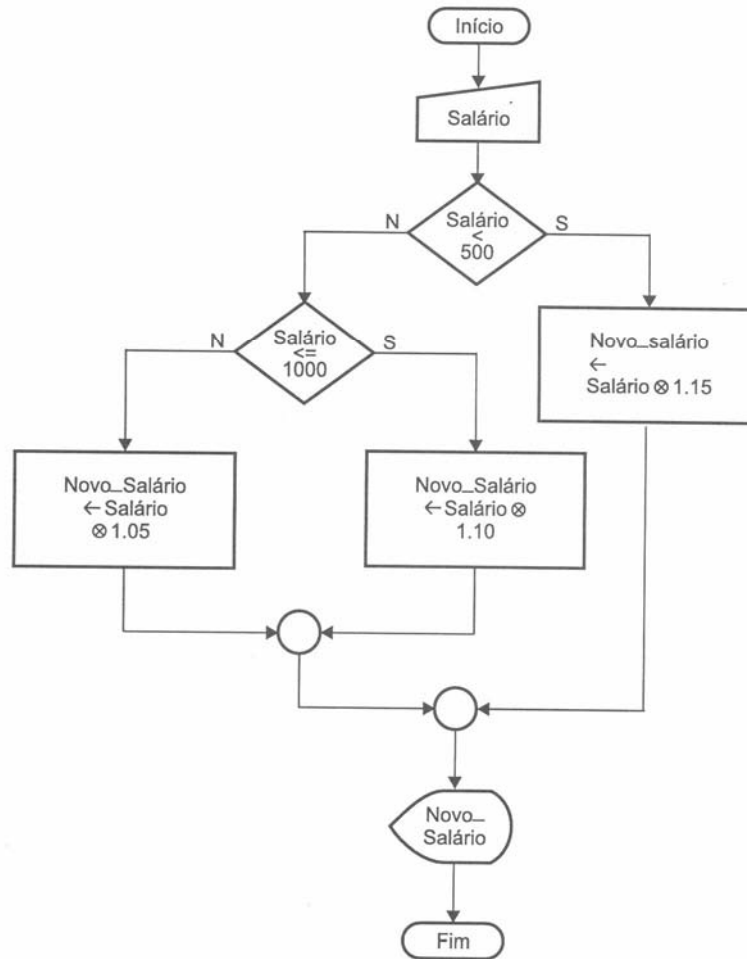 Início
Salário
N
Salário
<
500
S
N
Salário
<=
1000
S
Novo_salário
←
Salário ⊗ 1.15
Novo_Salário
← Salário
⊗ 1.05
Novo_Salário
← Salário ⊗
1.10
Novo_
Salário
Fim